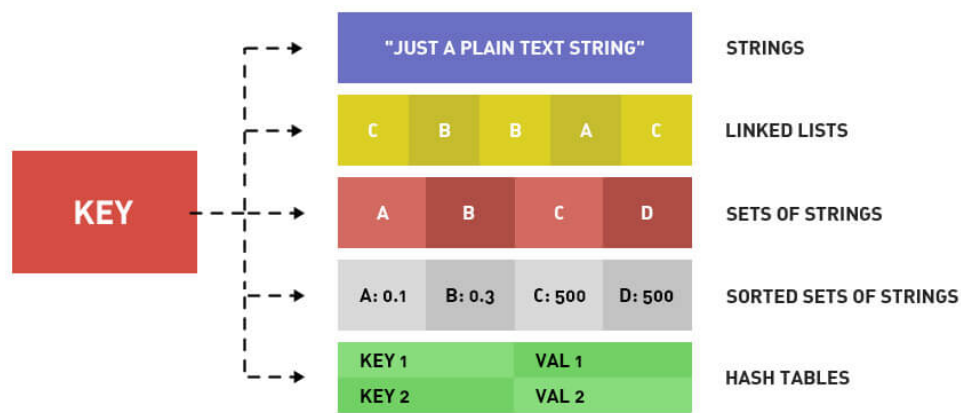 KEY
"JUST A PLAIN TEXT STRING" STRINGS
C B B A C LINKED LISTS
A B C D SETS OF STRINGS
A: 0.1 B: 0.3 C: 500 D: 500 SORTED SETS OF STRINGS
KEY 1 VAL 1
KEY 2 VAL 2
HASH TABLES